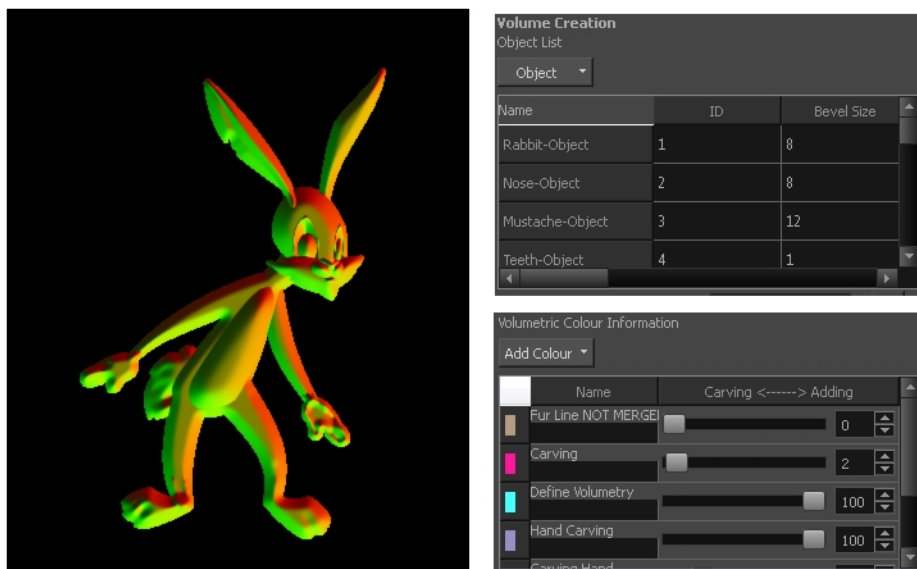 Volume Creation
Object List
Object
Name ID Bevel Size
Rabbit-Object 1 8
Nose-Object 2 8
Mustache-Object 3 12
Teeth-Object 4 1
Volumetric Colour Information
Add Colour
Name Carving <------> Adding
Fur Line NOT MERGE 0
Carving 2
Define Volumetry 100
Hand Carving 100
Carving Hand